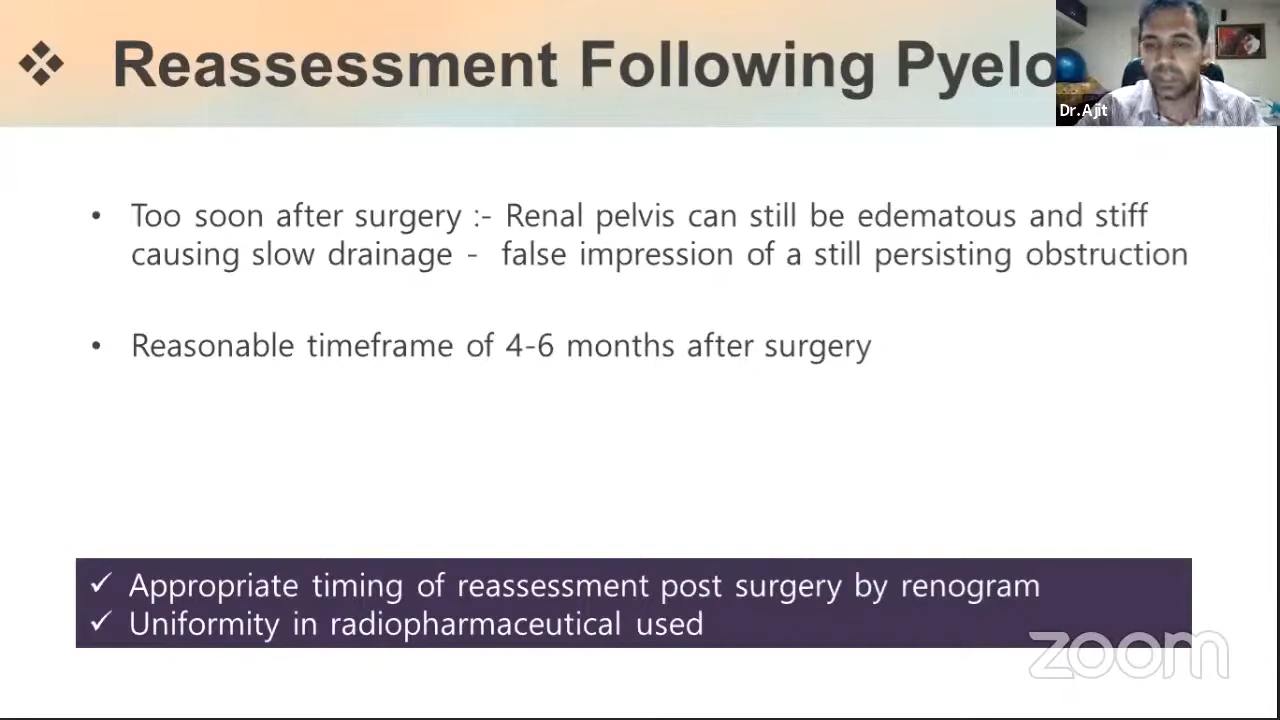 ❖ Reassessment Following Pyelo
Dr.Ajit
• Too soon after surgery :- Renal pelvis can still be edematous and stiff
causing slow drainage - false impression of a still persisting obstruction
• Reasonable timeframe of 4-6 months after surgery
✓ Appropriate timing of reassessment post surgery by renogram
✓ Uniformity in radiopharmaceutical used
zoom